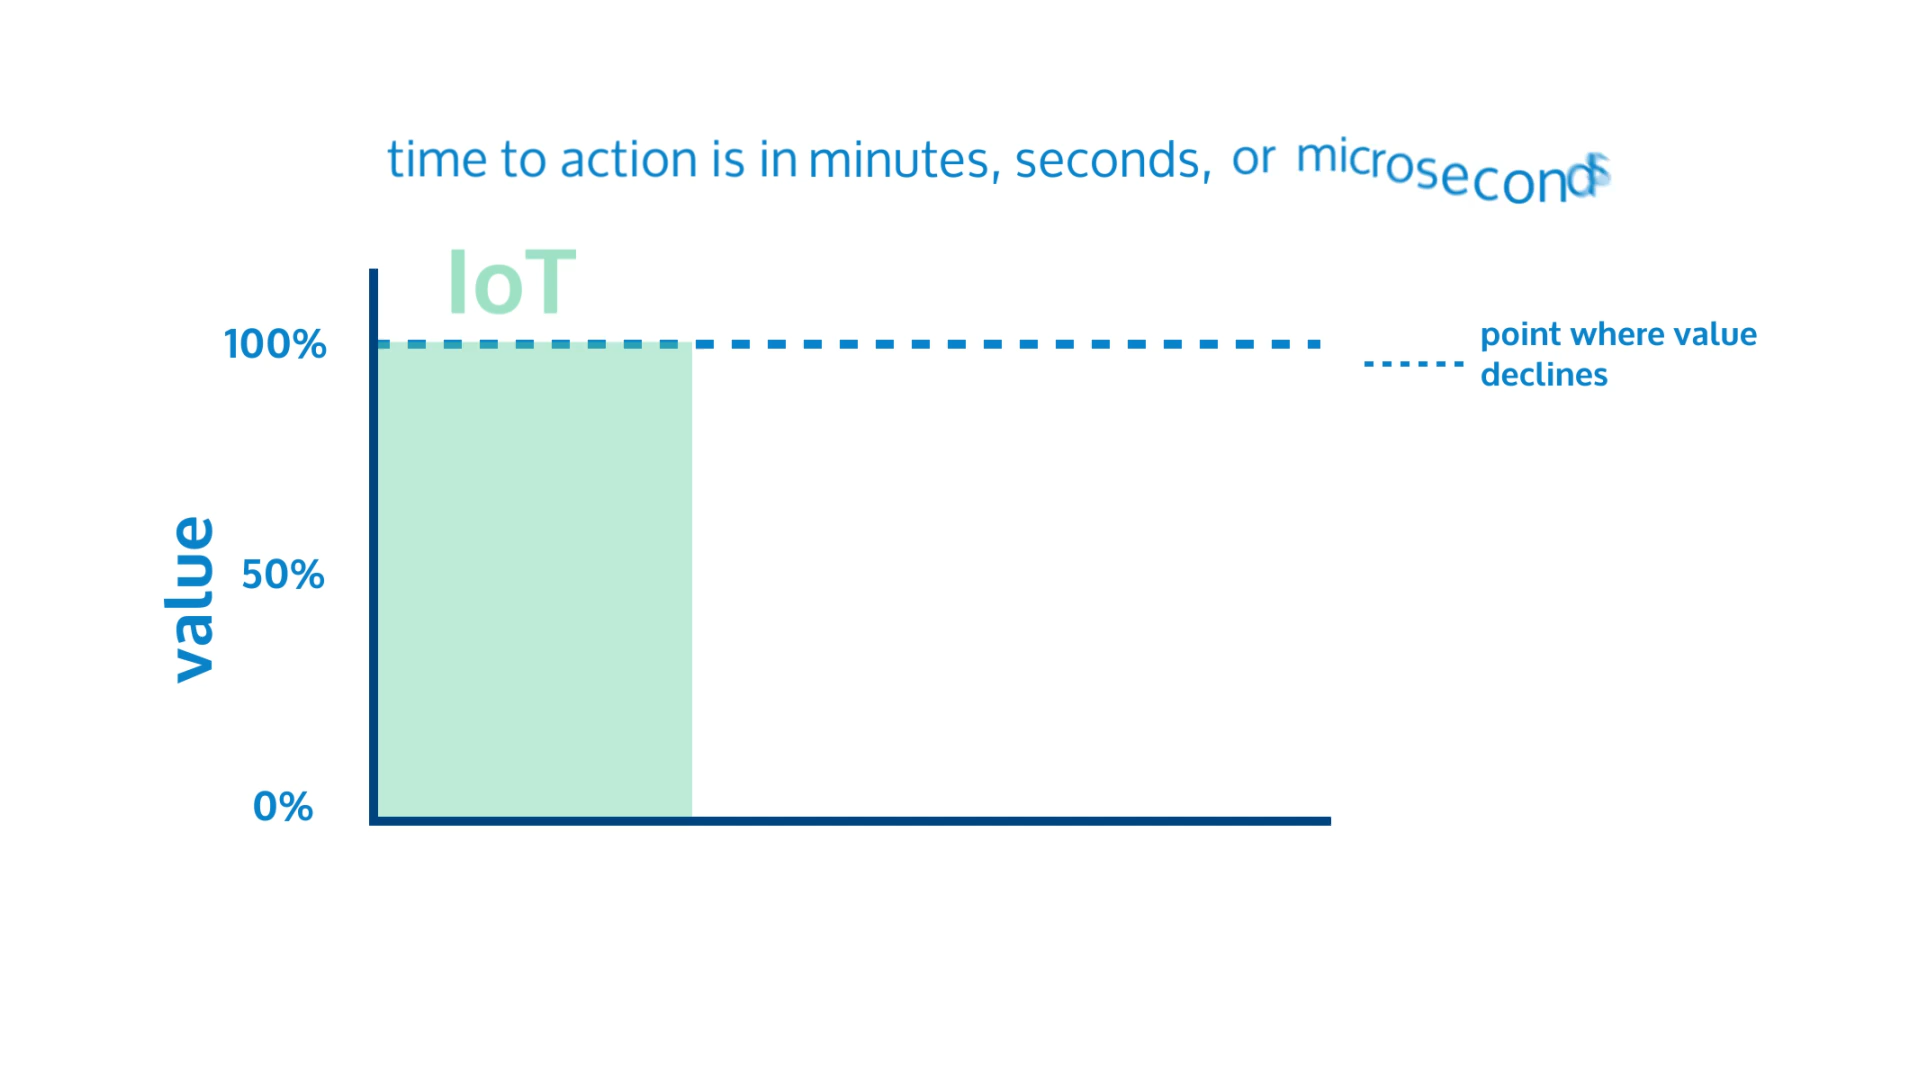 time to action is in minutes, seconds, or microseconds
IoT
100%
point where value
declines
value
50%
0%